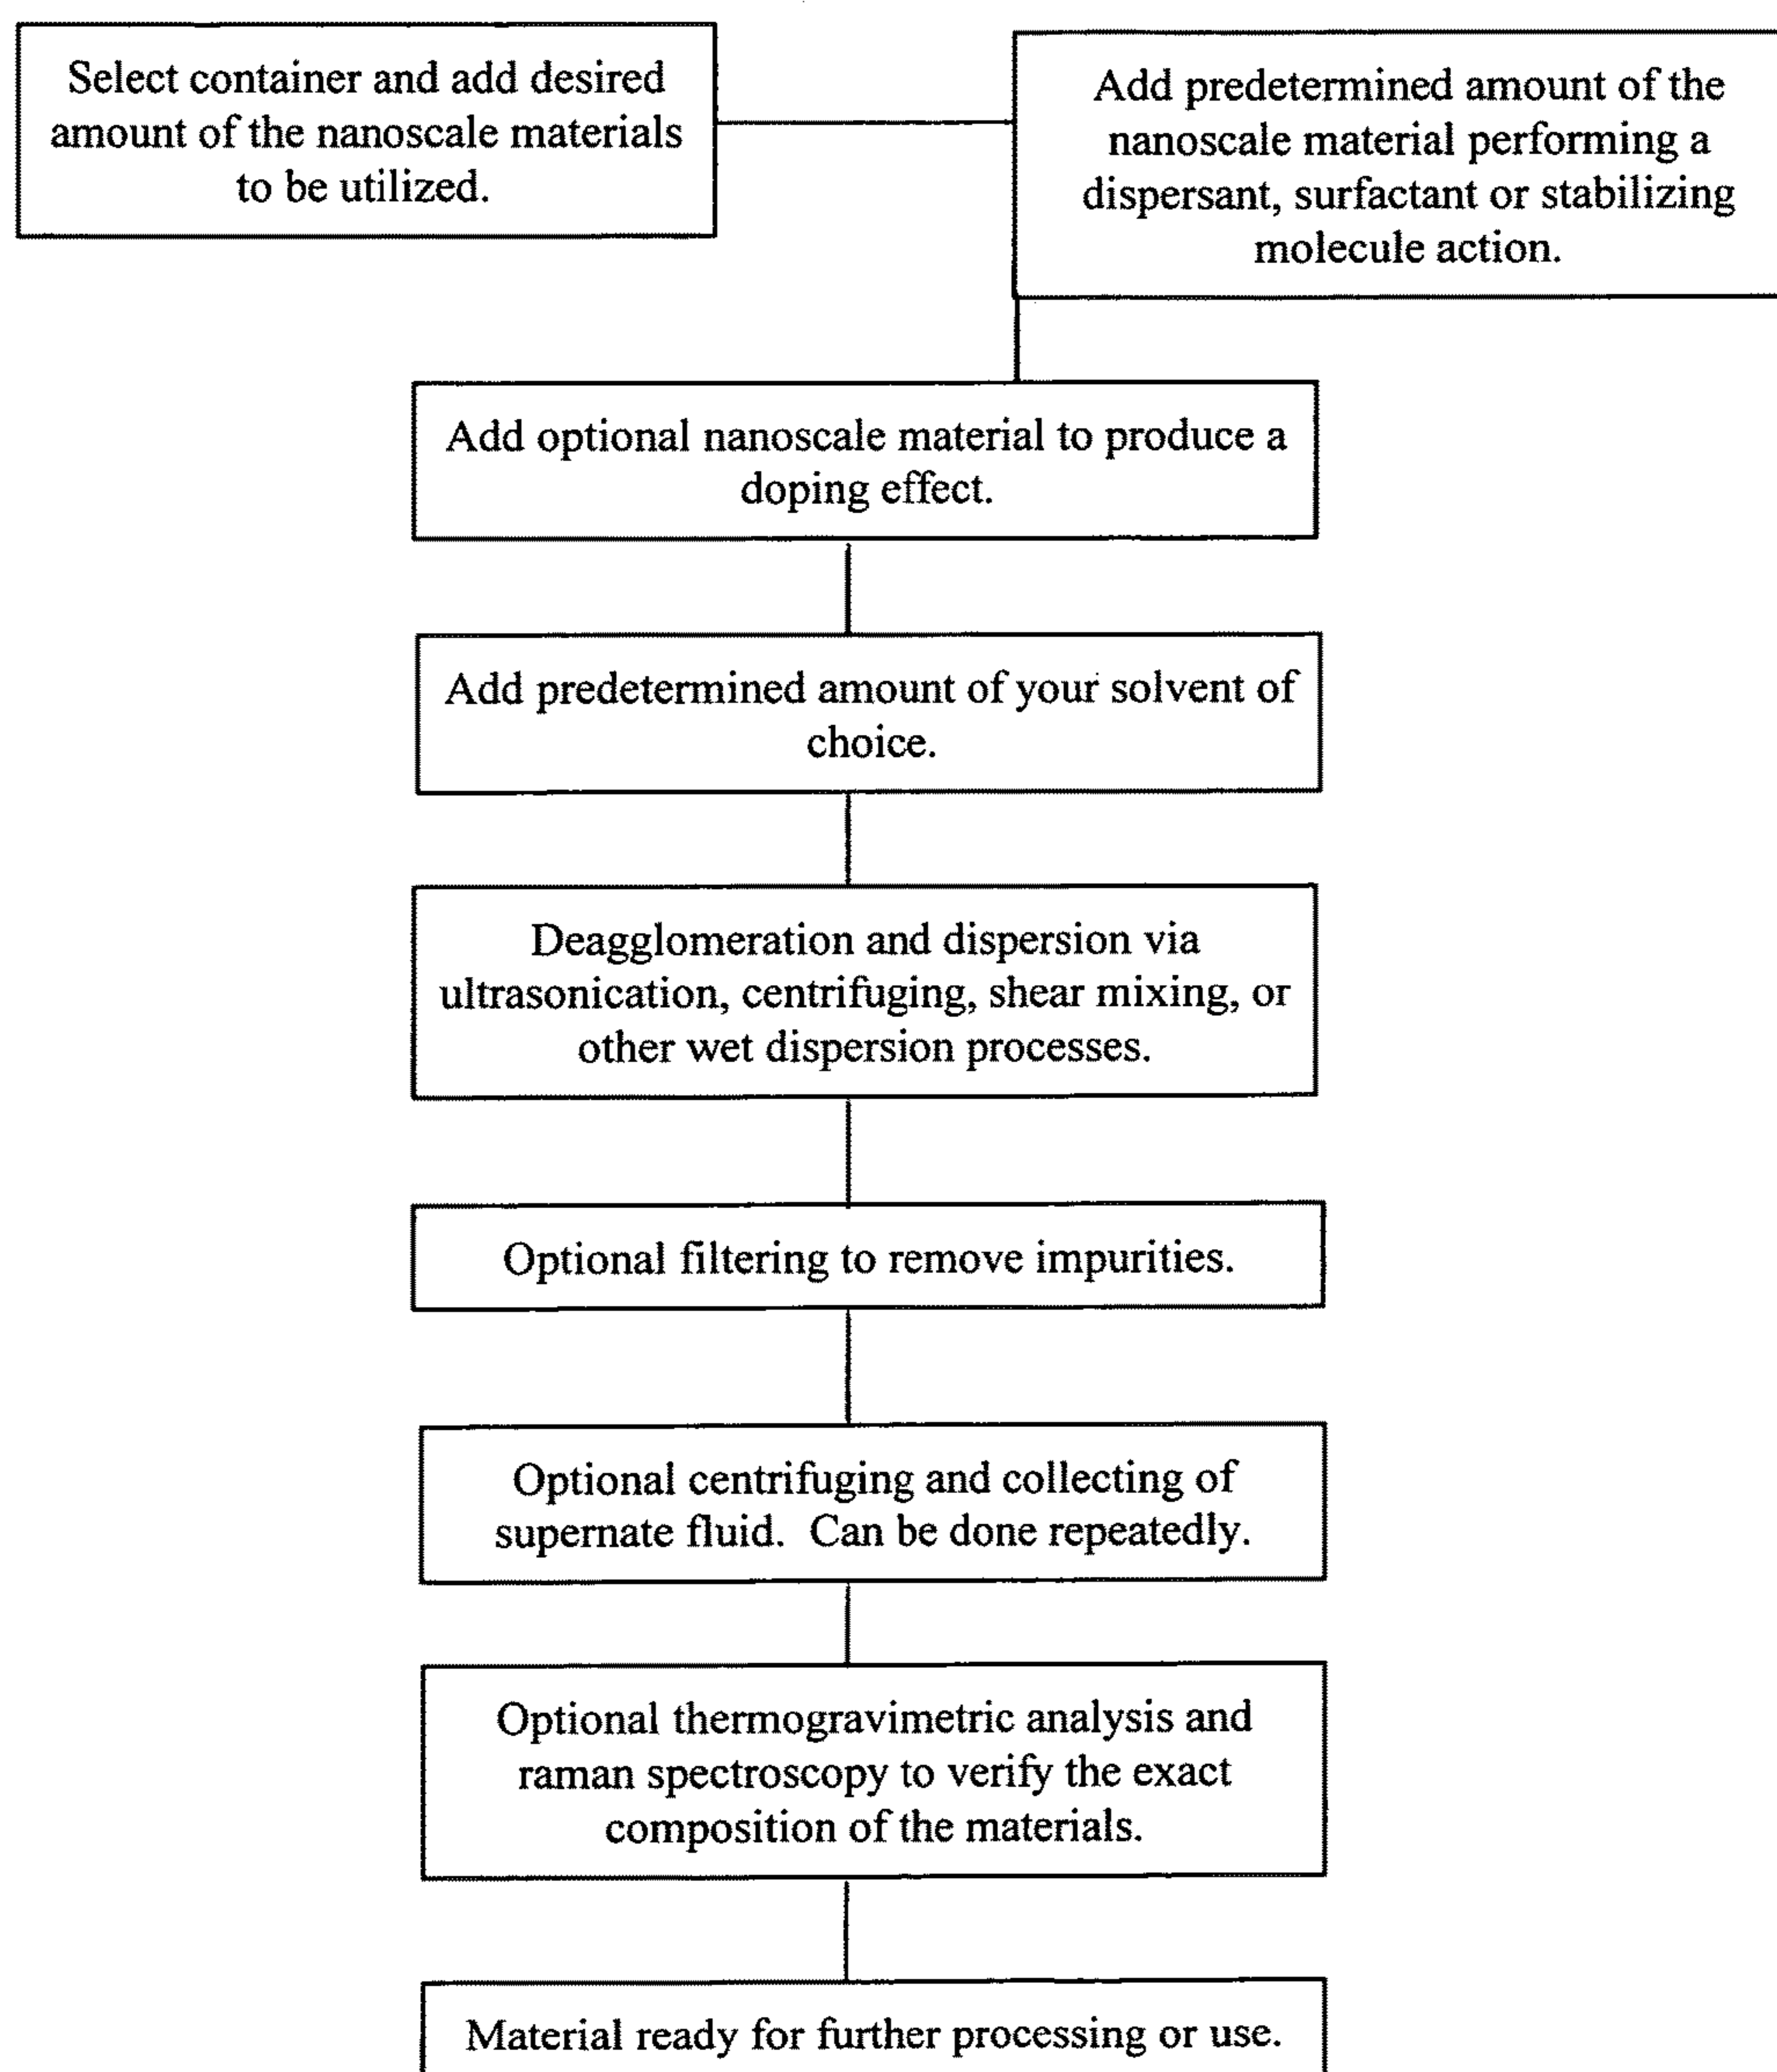 Select container and add desired
amount of the nanoscale materials
to be utilized.
Add predetermined amount of the
nanoscale material performing a
dispersant, surfactant or stabilizing
molecule action.
Add optional nanoscale material to produce a
doping effect.
Add predetermined amount of your solvent of
choice.
Deagglomeration and dispersion via
ultrasonication, centrifuging, shear mixing, or
other wet dispersion processes.
Optional filtering to remove impurities.
Optional centrifuging and collecting of
supernate fluid.  Can be done repeatedly.
Optional thermogravimetric analysis and
raman spectroscopy to verify the exact
composition of the materials.
Material ready for further processing or use.